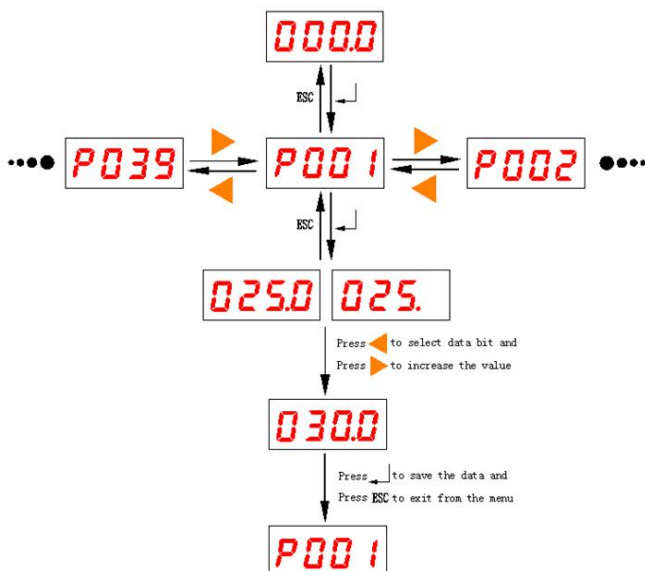 000.0
ESC
P039
P001
P002
ESC
025.0 025.
Press to select data bit and
Press to increase the value
030.0
Press to save the data and
Press ESC to exit from the menu
P001